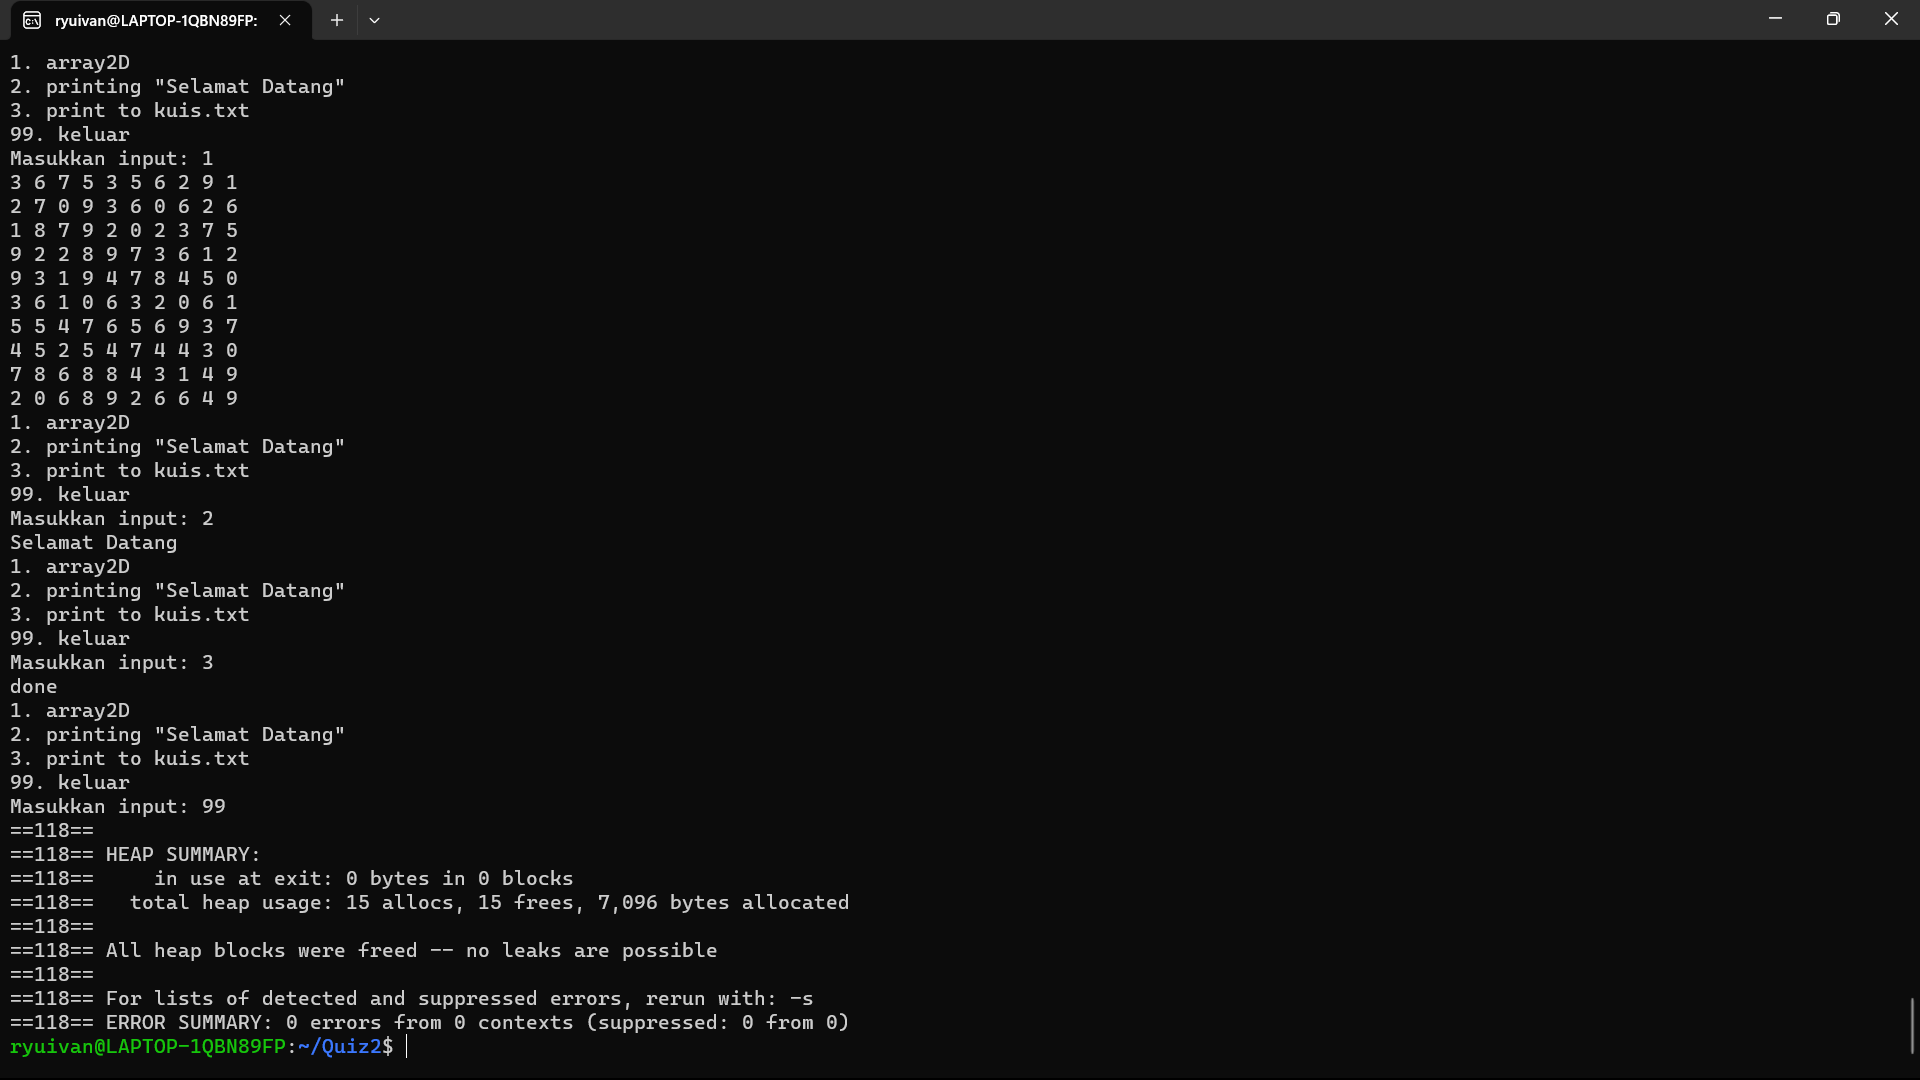 ryuivan@LAPTOP-1QBN89FP:
1. array2D
2. printing "Selamat Datang"
3. print to kuis.txt
99. keluar
Masukkan input: 1
3 6 7 5 3 5 6 2 9 1
2 7 0 9 3 6 0 6 2 6
1 8 7 9 2 0 2 3 7 5
9 2 2 8 9 7 3 6 1 2
9 3 1 9 4 7 8 4 5 0
3 6 1 0 6 3 2 0 6 1
5 5 4 7 6 5 6 9 3 7
4 5 2 5 4 7 4 4 3 0
7 8 6 8 8 4 3 1 4 9
2 0 6 8 9 2 6 6 4 9
1. array2D
2. printing "Selamat Datang"
3. print to kuis.txt
99. keluar
Masukkan input: 2
Selamat Datang
1. array2D
2. printing "Selamat Datang"
3. print to kuis.txt
99. keluar
Masukkan input: 3
done
1. array2D
2. printing "Selamat Datang"
3. print to kuis.txt
99. keluar
Masukkan input: 99
==118==
==118== HEAP SUMMARY:
==118==     in use at exit: 0 bytes in 0 blocks
==118==   total heap usage: 15 allocs, 15 frees, 7,096 bytes allocated
==118==
==118== All heap blocks were freed -- no leaks are possible
==118==
==118== For lists of detected and suppressed errors, rerun with: -s
==118== ERROR SUMMARY: 0 errors from 0 contexts (suppressed: 0 from 0)
ryuivan@LAPTOP-1QBN89FP:~/Quiz2$